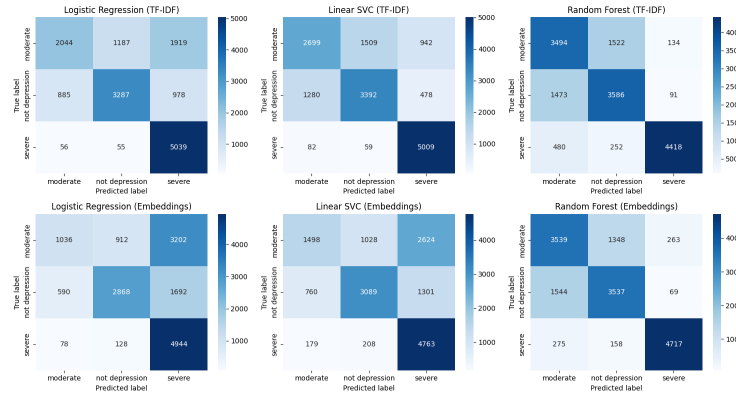 Logistic Regression (TF-IDF)
True label
moderate
not depression
severe
2044 1187 1919
885 3287 978
56 55 5039
moderate not depression severe
Predicted label
5000
4000
3000
2000
1000
Linear SVC (TF-IDF)
True label
moderate
not depression
severe
2699 1509 942
1280 3392 478
82 59 5009
moderate not depression severe
Predicted label
5000
4000
3000
2000
1000
Random Forest (TF-IDF)
True label
moderate
not depression
severe
3494 1522 134
1473 3586 91
480 252 4418
moderate not depression severe
Predicted label
Logistic Regression (Embeddings)
True label
moderate
not depression
severe
1036 912 3202
590 2868 1692
78 128 4944
moderate not depression severe
Predicted label
4000
3000
2000
1000
Linear SVC (Embeddings)
True label
moderate
not depression
severe
1498 1028 2624
760 3089 1301
179 208 4763
moderate not depression severe
Predicted label
4000
3000
2000
1000
Random Forest (Embeddings)
True label
moderate
not depression
severe
3539 1348 263
1544 3537 69
275 158 4717
moderate not depression severe
Predicted label